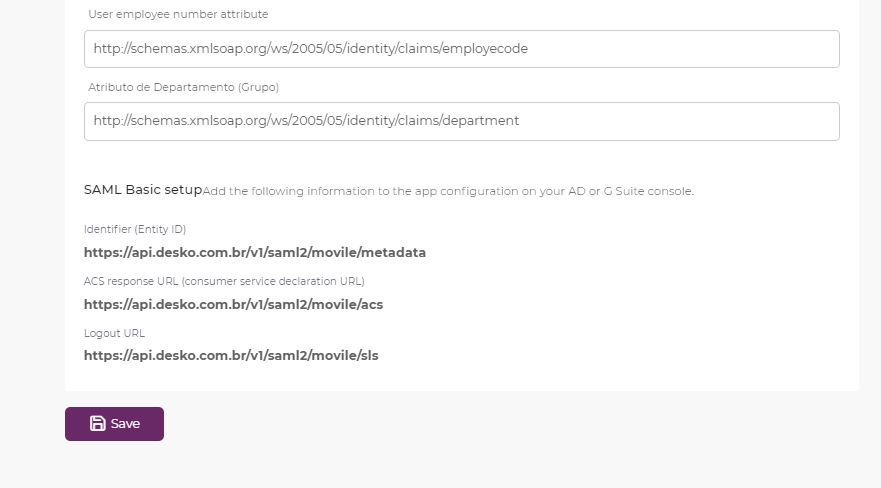 User employee number attribute
http://schemas.xmlsoap.org/ws/2005/05/identity/claims/employecode
Atributo de Departamento (Grupo)
http://schemas.xmlsoap.org/ws/2005/05/identity/claims/department
SAML Basic setupAdd the following information to the app configuration on your AD or G Suite console.
Identifier (Entity ID)
https://api.desko.com.br/v1/saml2/movile/metadata
ACS response URL (consumer service declaration URL)
https://api.desko.com.br/v1/saml2/movile/acs
Logout URL
https://api.desko.com.br/v1/saml2/movile/sls
Save